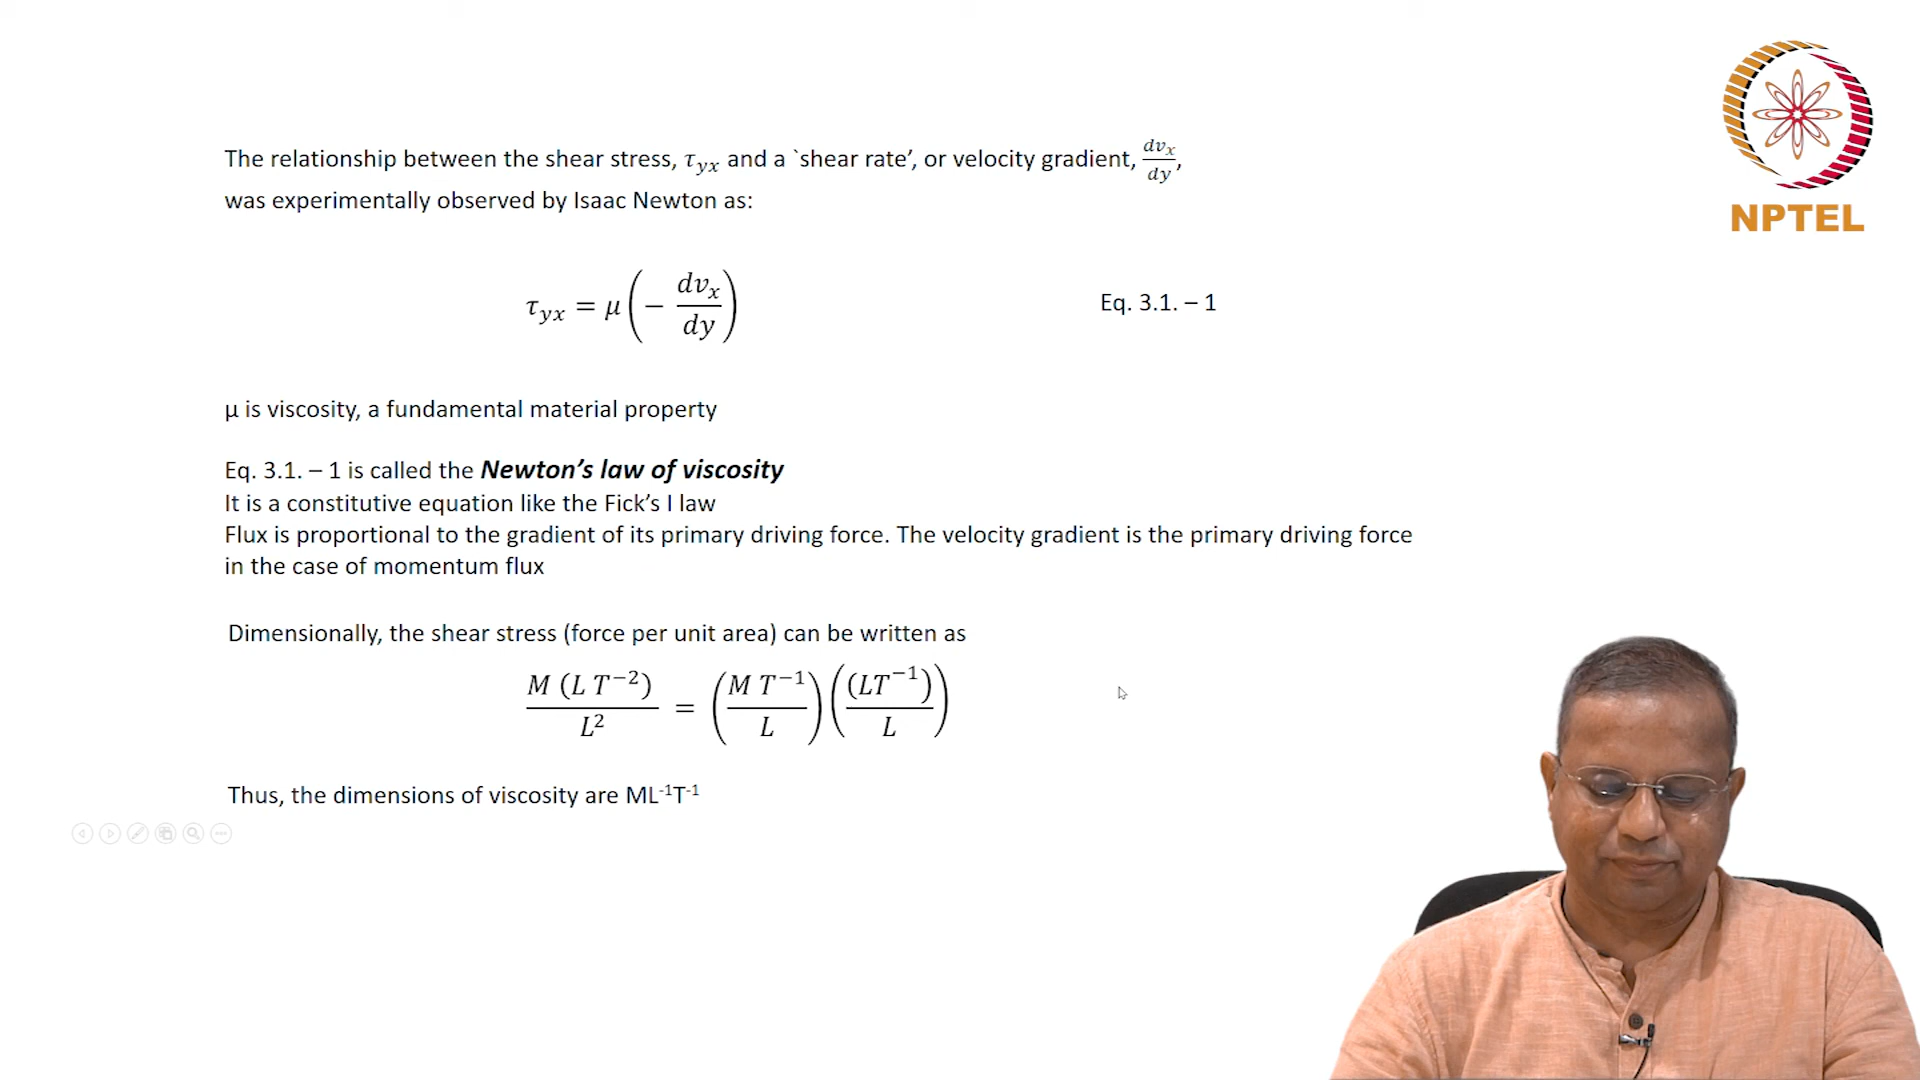 The relationship between the shear stress, τ_yx and a `shear rate’, or velocity gradient, dv_x/dy,
was experimentally observed by Isaac Newton as:
τ_yx = μ(− dv_x/dy)
Eq. 3.1. – 1
μ is viscosity, a fundamental material property
Eq. 3.1. – 1 is called the Newton’s law of viscosity
It is a constitutive equation like the Fick’s I law
Flux is proportional to the gradient of its primary driving force. The velocity gradient is the primary driving force
in the case of momentum flux
Dimensionally, the shear stress (force per unit area) can be written as
M (L T⁻²)/L² = (M T⁻¹/L)((LT⁻¹)/L)
Thus, the dimensions of viscosity are ML⁻¹T⁻¹
NPTEL